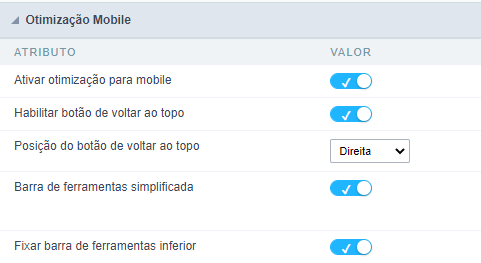 Otimização Mobile
ATRIBUTO VALOR
Ativar otimização para mobile
Habilitar botão de voltar ao topo
Posição do botão de voltar ao topo Direita
Barra de ferramentas simplificada
Fixar barra de ferramentas inferior